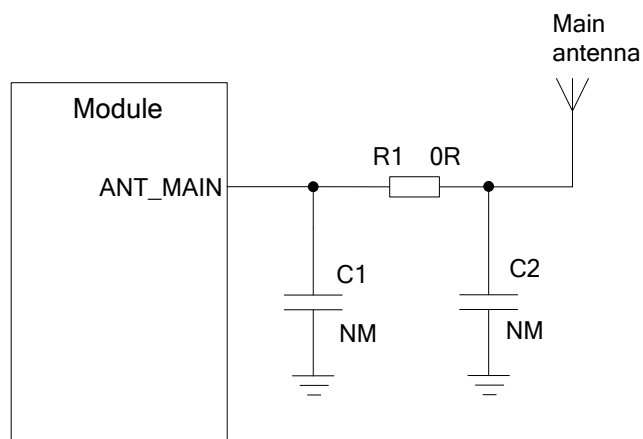 Main
antenna
Module
R1 0R
ANT_MAIN
C1
C2
NM
NM